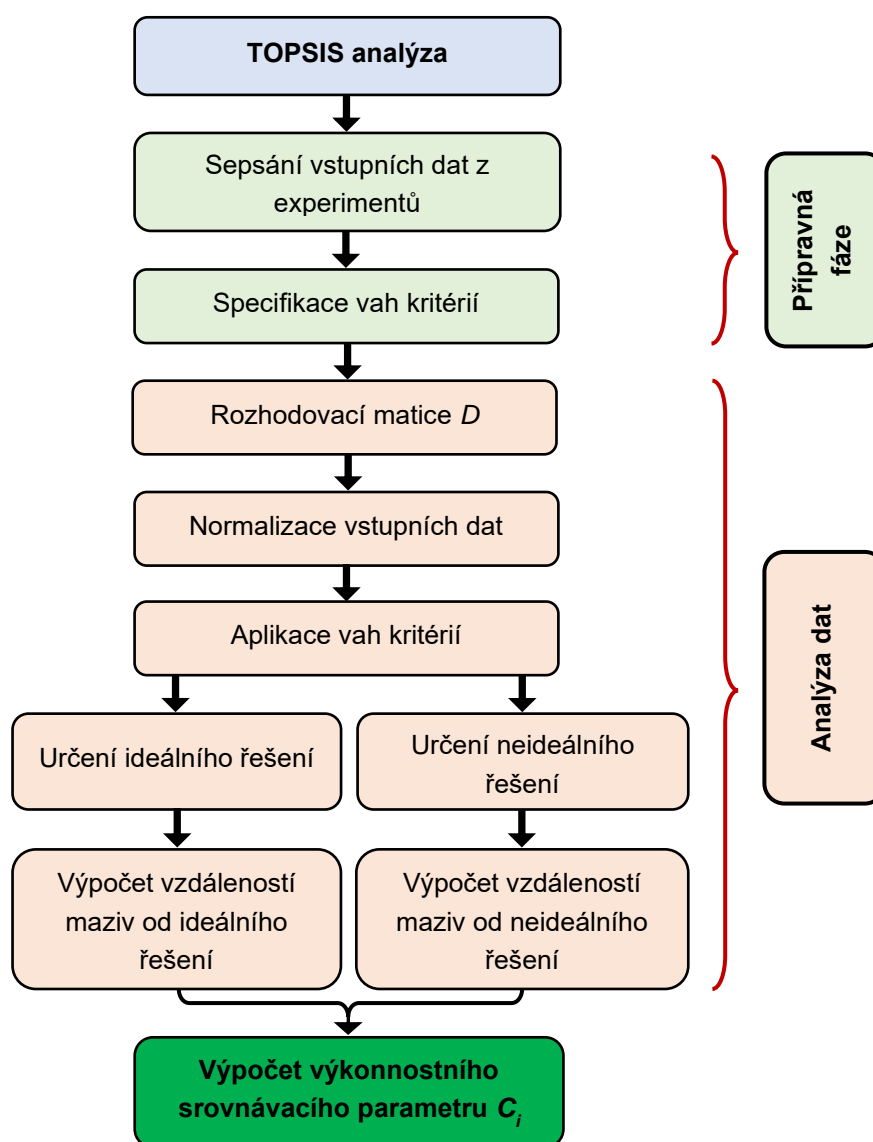 TOPSIS analýza
Sepsání vstupních dat z
experimentů
Specifikace vah kritérií
Přípravná
fáze
Rozhodovací matice D
Normalizace vstupních dat
Aplikace vah kritérií
Určení ideálního řešení
Určení neideálního
řešení
Analýza dat
Výpočet vzdáleností
maziv od ideálního
řešení
Výpočet vzdáleností
maziv od neideálního
řešení
Výpočet výkonnostního
srovnávacího parametru Ci